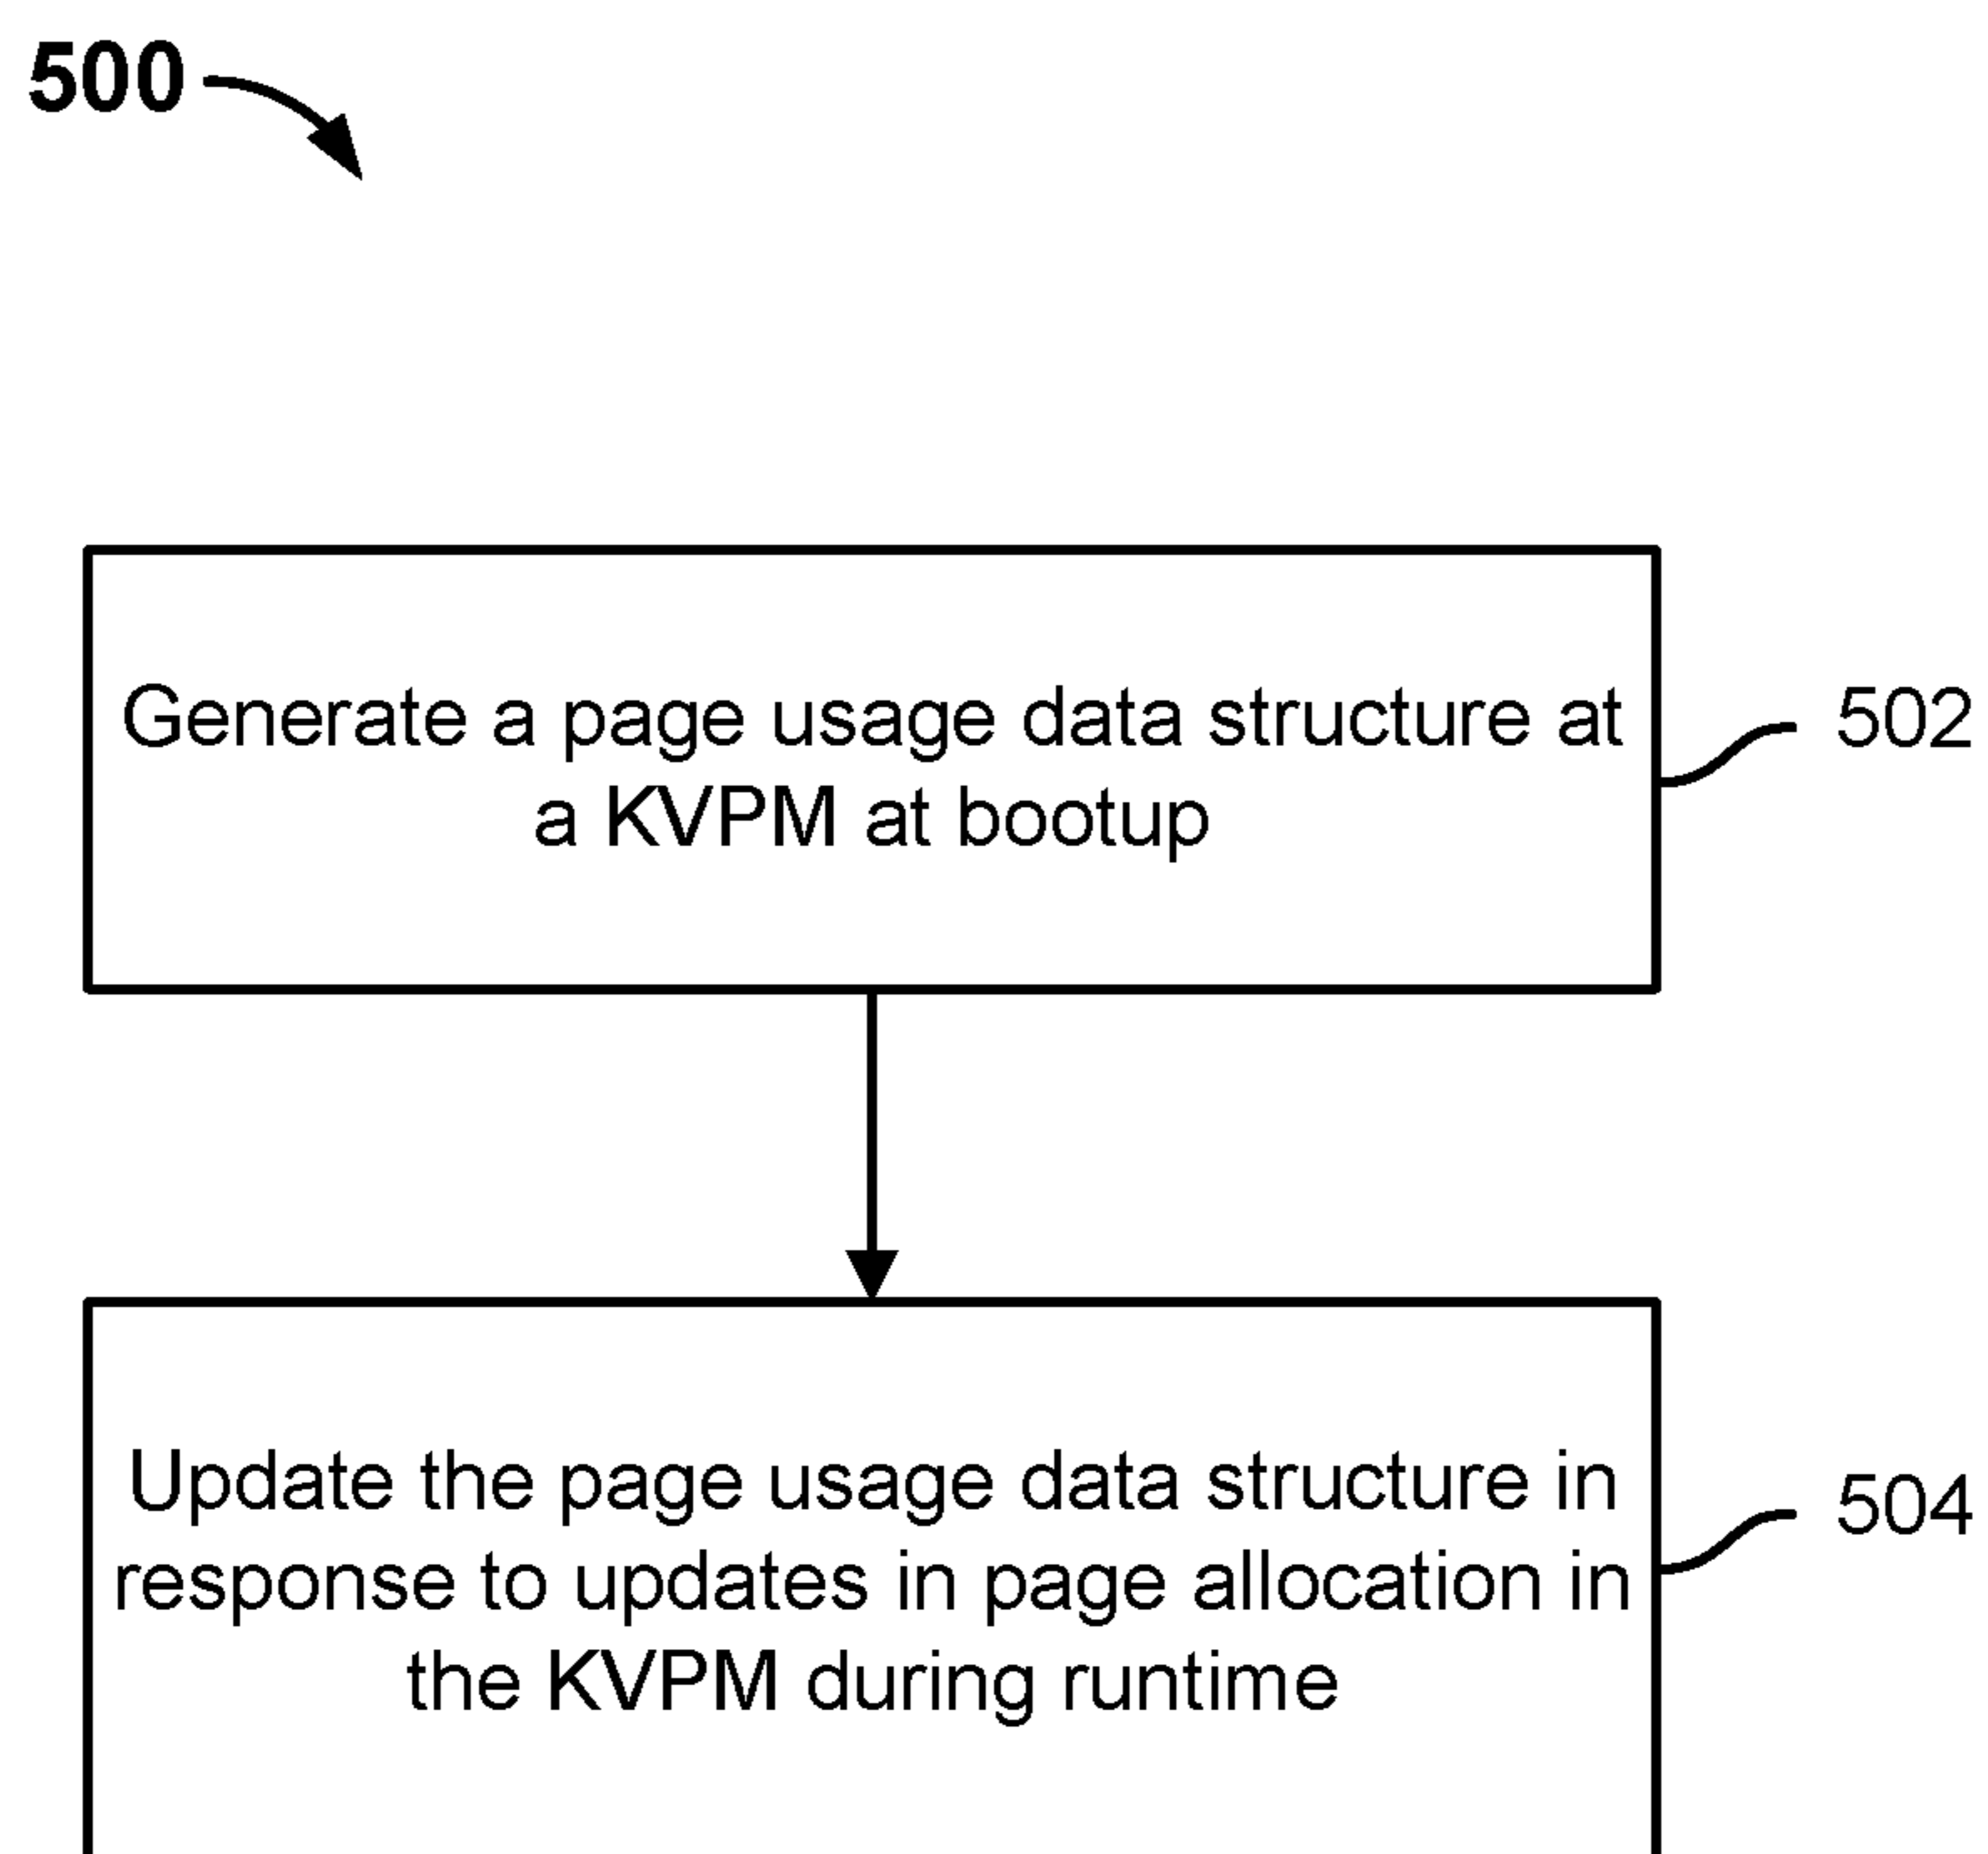 500
Generate a page usage data structure at
a KVPM at bootup
502
Update the page usage data structure in
response to updates in page allocation in
the KVPM during runtime
504